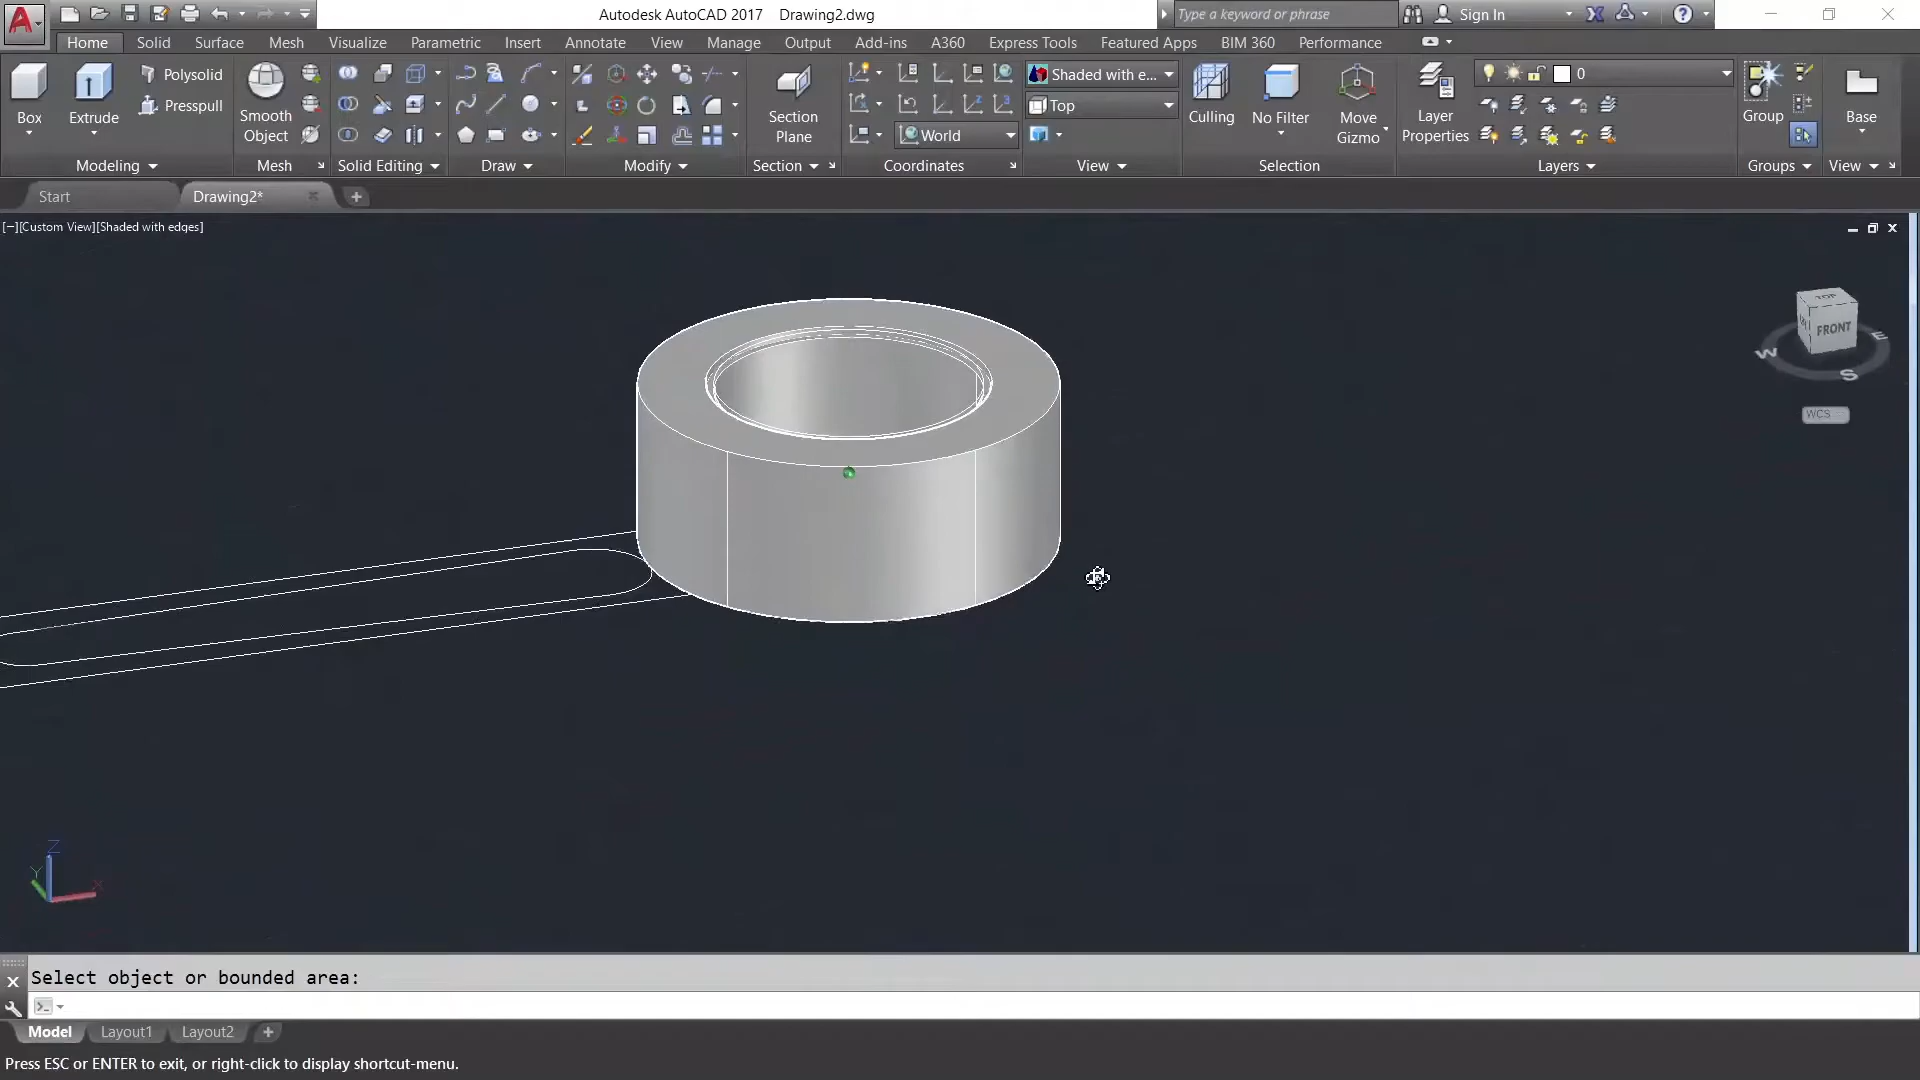 Autodesk AutoCAD 2017 Drawing2.dwg
Type a keyword or phrase
Sign In
Home Solid Surface Mesh Visualize Parametric Insert Annotate View Manage Output Add-ins A360 Express Tools Featured Apps BIM 360 Performance
Box
Extrude
Polysolid
Presspull
Smooth Object
Section Plane
World
Shaded with e...
Top
Culling
No Filter
Move Gizmo
Layer Properties
0
Group
Base
Modeling Mesh Solid Editing Draw Modify Section Coordinates View Selection Layers Groups View
Start Drawing2*
[−][Custom View][Shaded with edges]
TOP
FRONT
W
S
E
WCS
Z
Y
X
Select object or bounded area:
Model Layout1 Layout2
Press ESC or ENTER to exit, or right-click to display shortcut-menu.